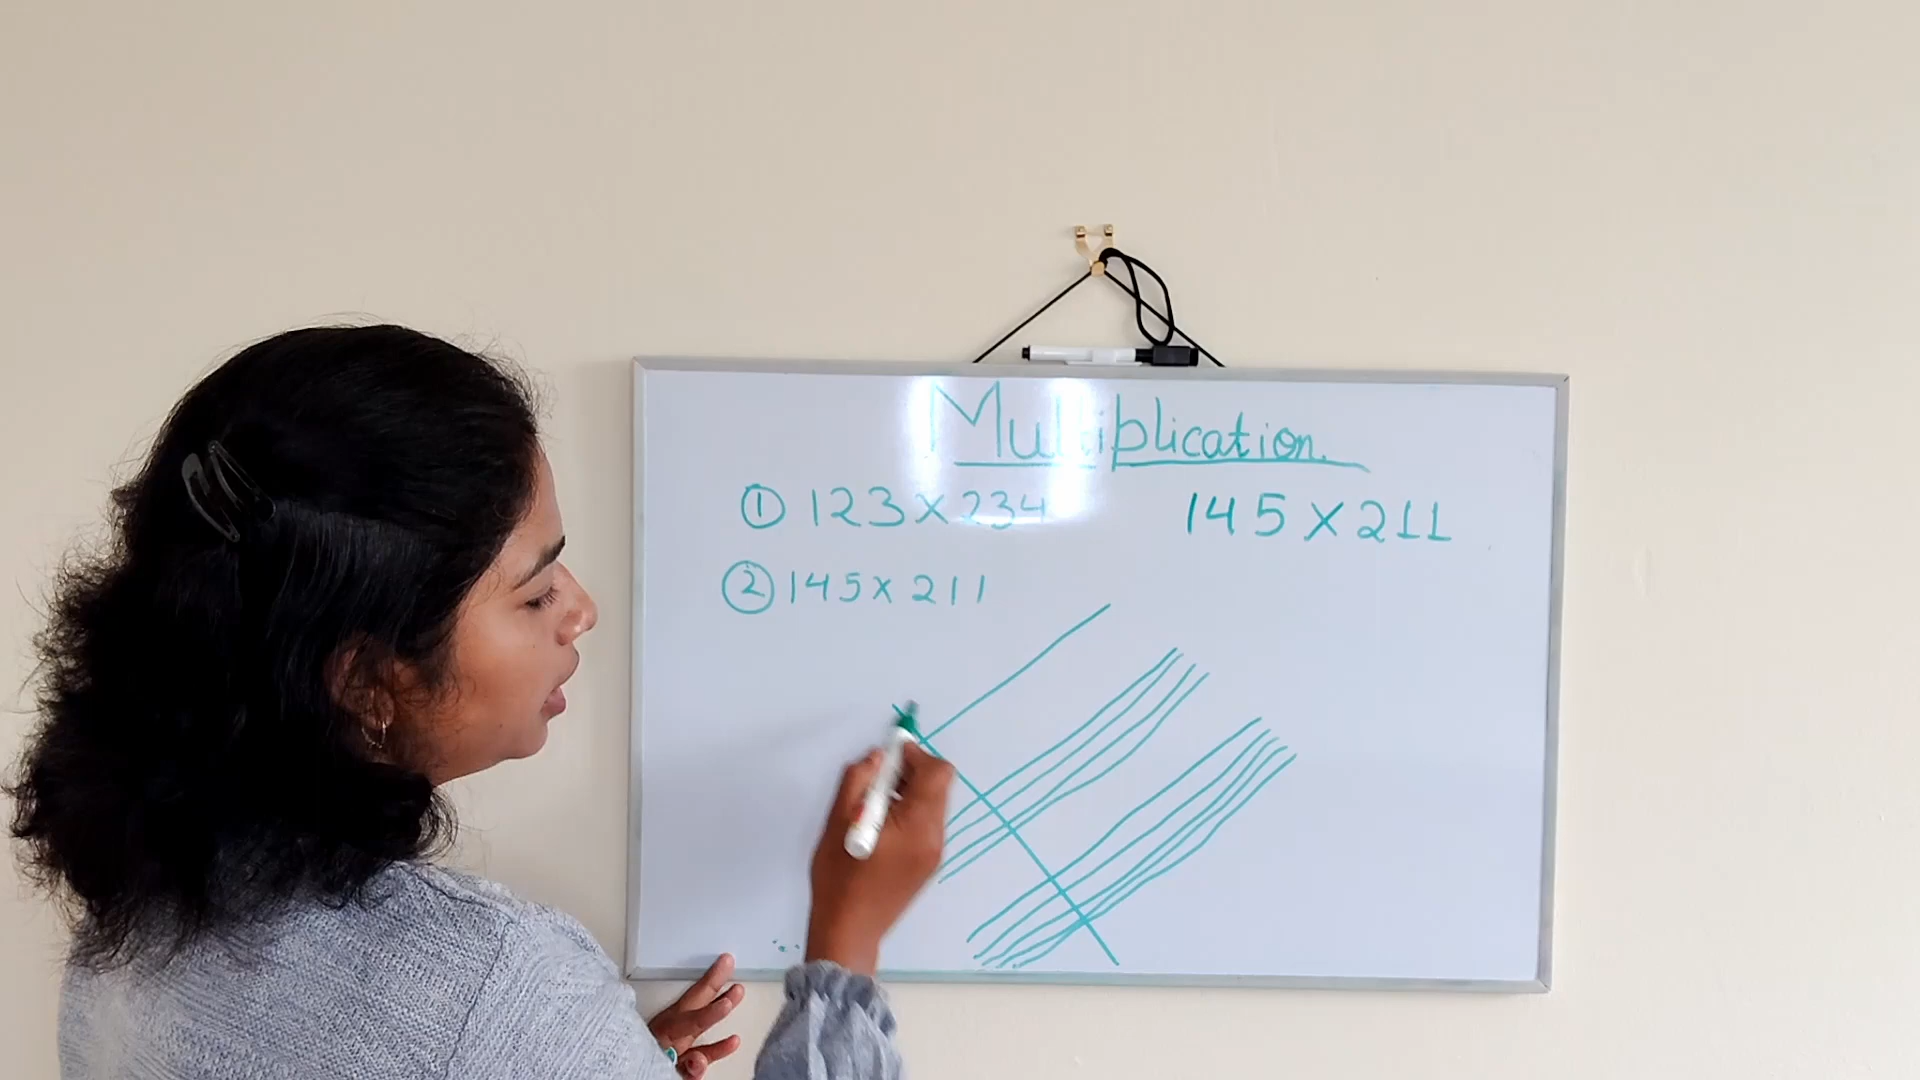 Multiplication.
① 123 x 234
② 145 x 211
145 x 211